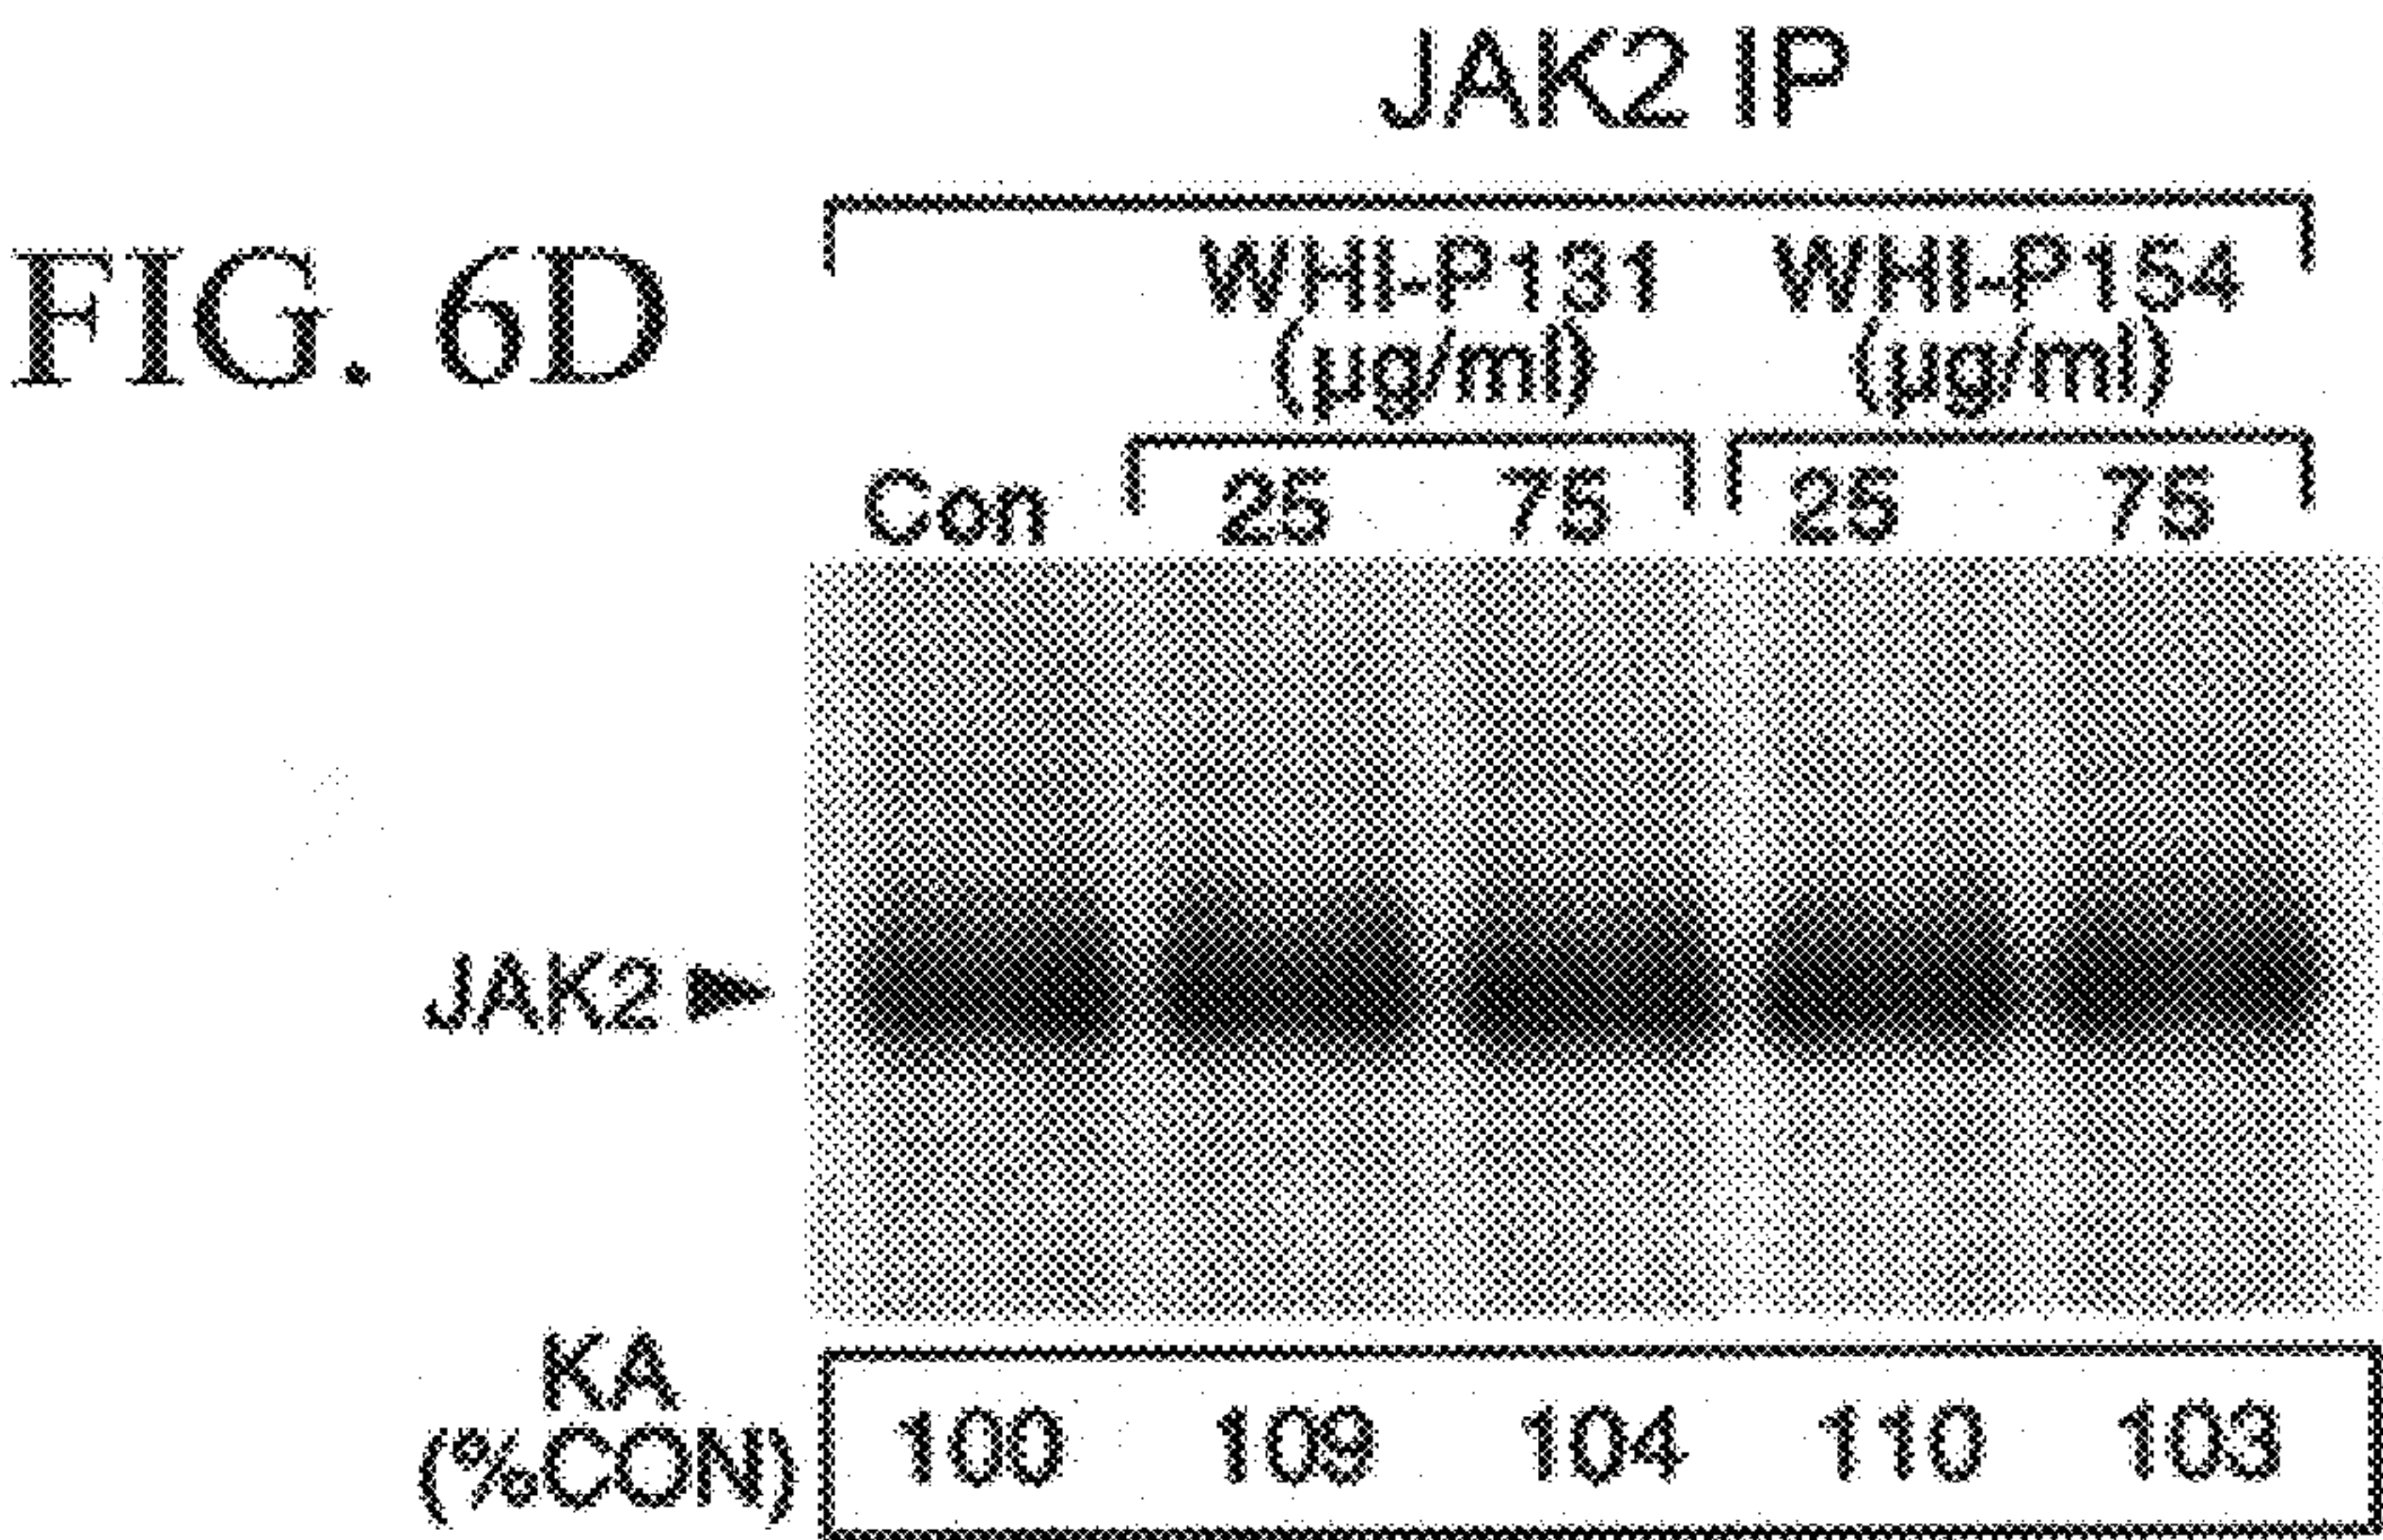 JAK2 IP
FIG. 6D
WHI-P131 WHI-P154
(µg/ml) (µg/ml)
Con 25 75 25 75
JAK2
KA
(%CON) 100 109 104 110 103